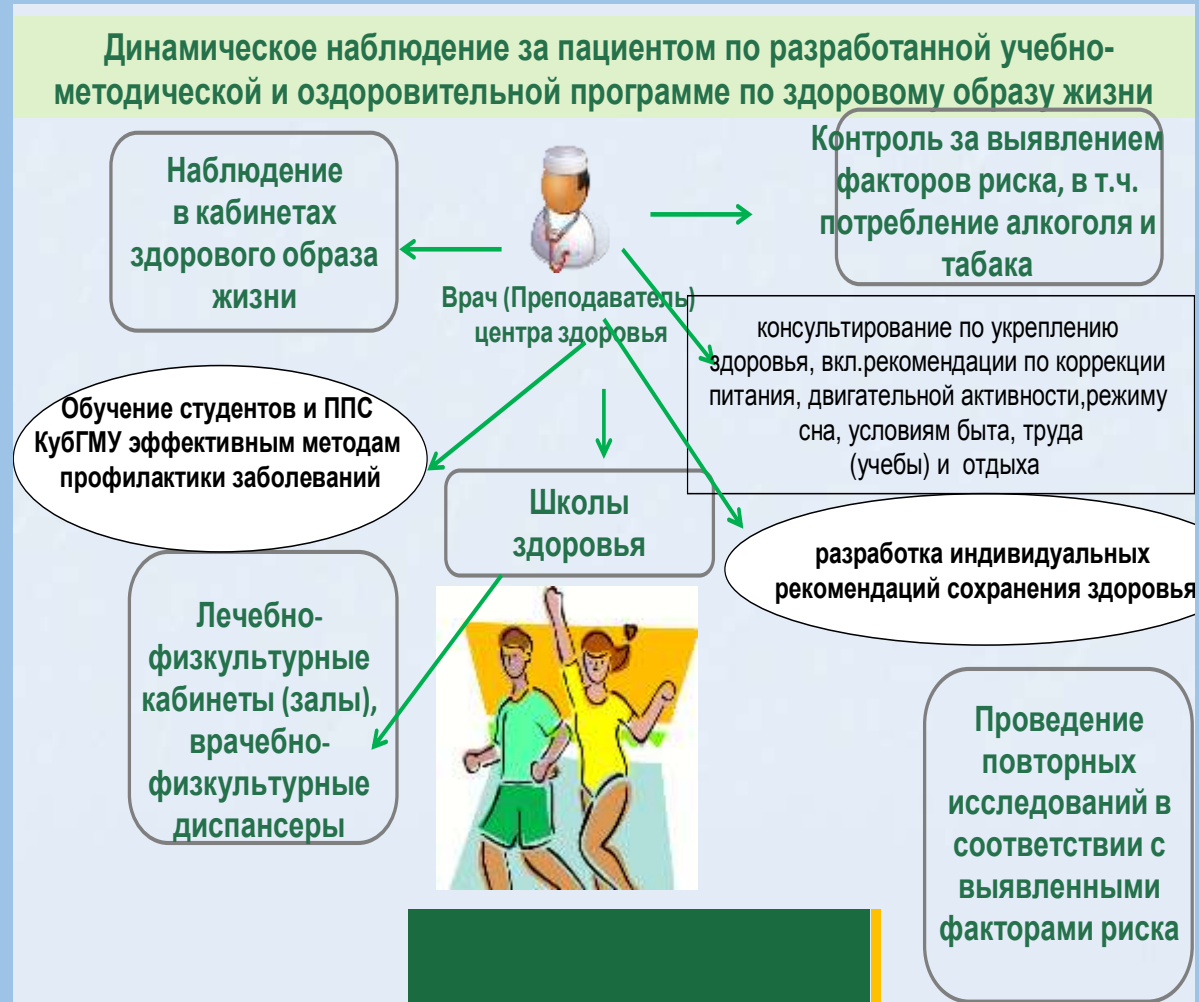 Динамическое наблюдение за пациентом по разработанной учебно-
методической и оздоровительной программе по здоровому образу жизни
Наблюдение
в кабинетах
здорового образа
жизни
Врач (Преподаватель)
центра здоровья
Контроль за выявлением
факторов риска, в т.ч.
потребление алкоголя и
табака
консультирование по укреплению
здоровья, вкл.рекомендации по коррекции
питания, двигательной активности,режиму
сна, условиям быта, труда
(учебы) и отдыха
Обучение студентов и ППС
КубГМУ эффективным методам
профилактики заболеваний
Школы
здоровья
разработка индивидуальных
рекомендаций сохранения здоровья
Лечебно-
физкультурные
кабинеты (залы),
врачебно-
физкультурные
диспансеры
Проведение
повторных
исследований в
соответствии с
выявленными
факторами риска